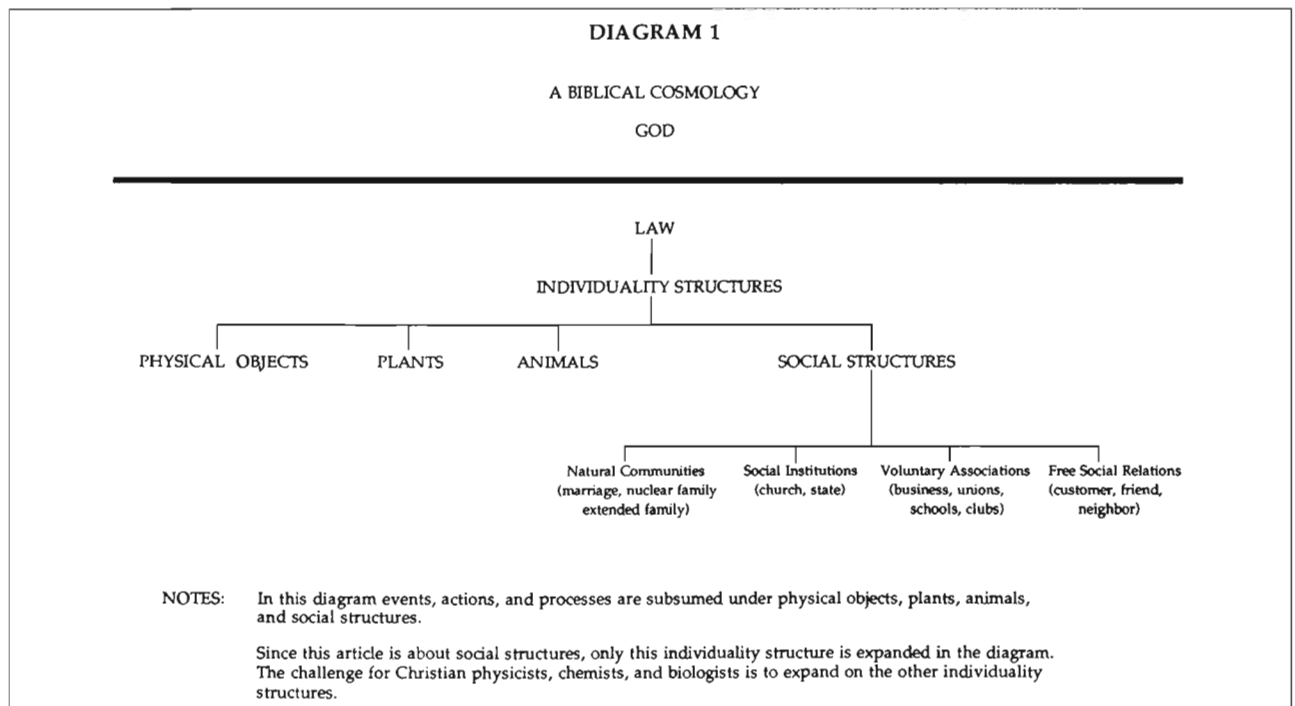 DIAGRAM 1
A BIBLICAL COSMOLOGY
GOD
LAW
INDIVIDUALITY STRUCTURES
PHYSICAL OBJECTS PLANTS ANIMALS SOCIAL STRUCTURES
Natural Communities
(marriage, nuclear family
extended family)
Social Institutions
(church, state)
Voluntary Associations
(business, unions,
schools, clubs)
Free Social Relations
(customer, friend,
neighbor)
NOTES: In this diagram events, actions, and processes are subsumed under physical objects, plants, animals,
and social structures.
Since this article is about social structures, only this individuality structure is expanded in the diagram.
The challenge for Christian physicists, chemists, and biologists is to expand on the other individuality
structures.